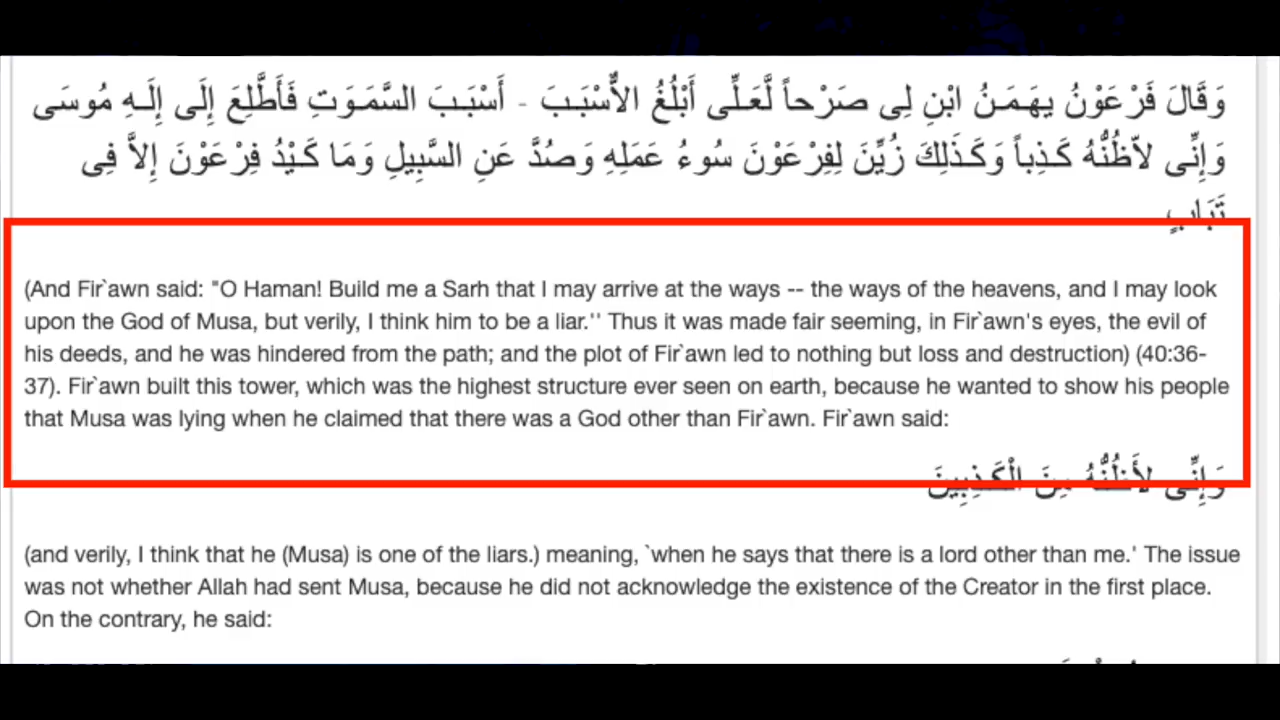 وَقَالَ فَرْعَوْنُ يهَـمَـنُ ابْنِ لِى صَرْحاً لَّعَـلِّى أَبْلُغُ الاٌّسْبَـبَ - أَسْبَـبَ السَّمَـوَتِ فَأَطَّلِعَ إِلَى إِلَـهِ مُوسَى
وَإِنِّى لاّظُنُّهُ كَـذِباً وَكَـذَلِكَ زُيِّنَ لِفِرْعَوْنَ سُوءُ عَمَلِهِ وَصُدَّ عَنِ السَّبِيلِ وَمَا كَـيْدُ فِرْعَوْنَ إِلاَّ فِى
تَبَابٍ
(And Fir`awn said: "O Haman! Build me a Sarh that I may arrive at the ways -- the ways of the heavens, and I may look
upon the God of Musa, but verily, I think him to be a liar.'' Thus it was made fair seeming, in Fir`awn's eyes, the evil of
his deeds, and he was hindered from the path; and the plot of Fir`awn led to nothing but loss and destruction) (40:36-
37). Fir`awn built this tower, which was the highest structure ever seen on earth, because he wanted to show his people
that Musa was lying when he claimed that there was a God other than Fir`awn. Fir`awn said:
وَإِنِّى لأَظُنُّهُ مِنَ الْكَـذِبِينَ
(and verily, I think that he (Musa) is one of the liars.) meaning, `when he says that there is a lord other than me.' The issue
was not whether Allah had sent Musa, because he did not acknowledge the existence of the Creator in the first place.
On the contrary, he said: